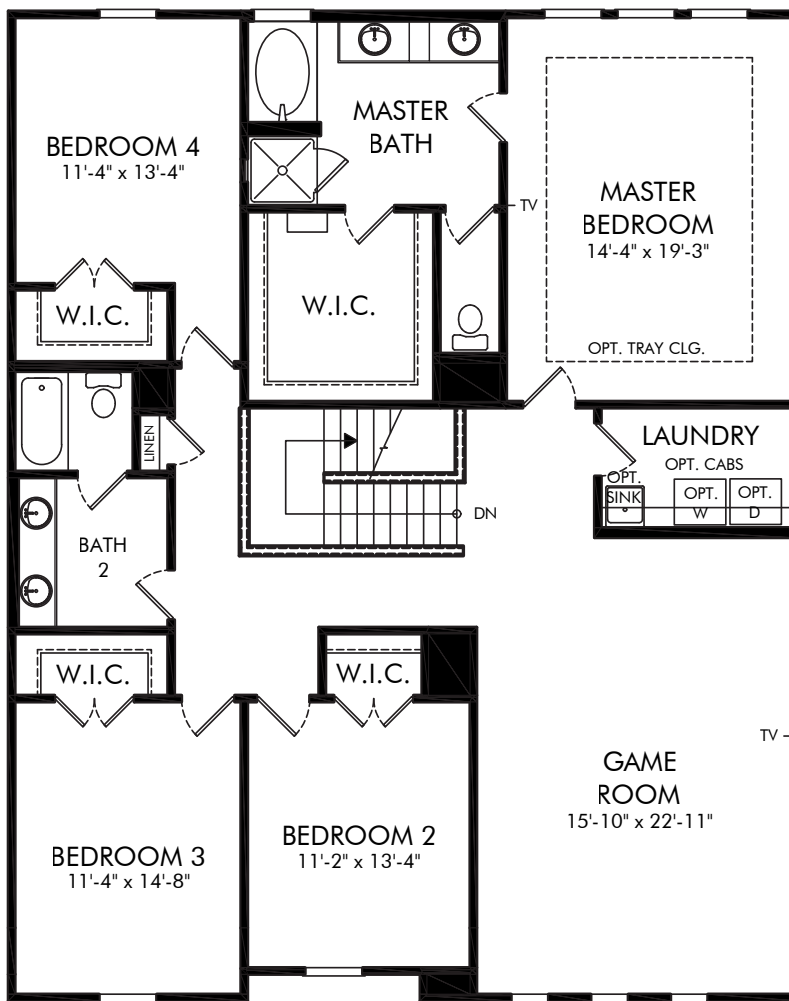 BEDROOM 4
11'-4" x 13'-4"
W.I.C.
MASTER
BATH
W.I.C.
TV
MASTER
BEDROOM
14'-4" x 19'-3"
OPT. TRAY CLG.
LINEN
BATH
2
DN
LAUNDRY
OPT. CABS
OPT.
SINK
OPT.
W
OPT.
D
W.I.C.
W.I.C.
BEDROOM 3
11'-4" x 14'-8"
BEDROOM 2
11'-2" x 13'-4"
TV
GAME
ROOM
15'-10" x 22'-11"